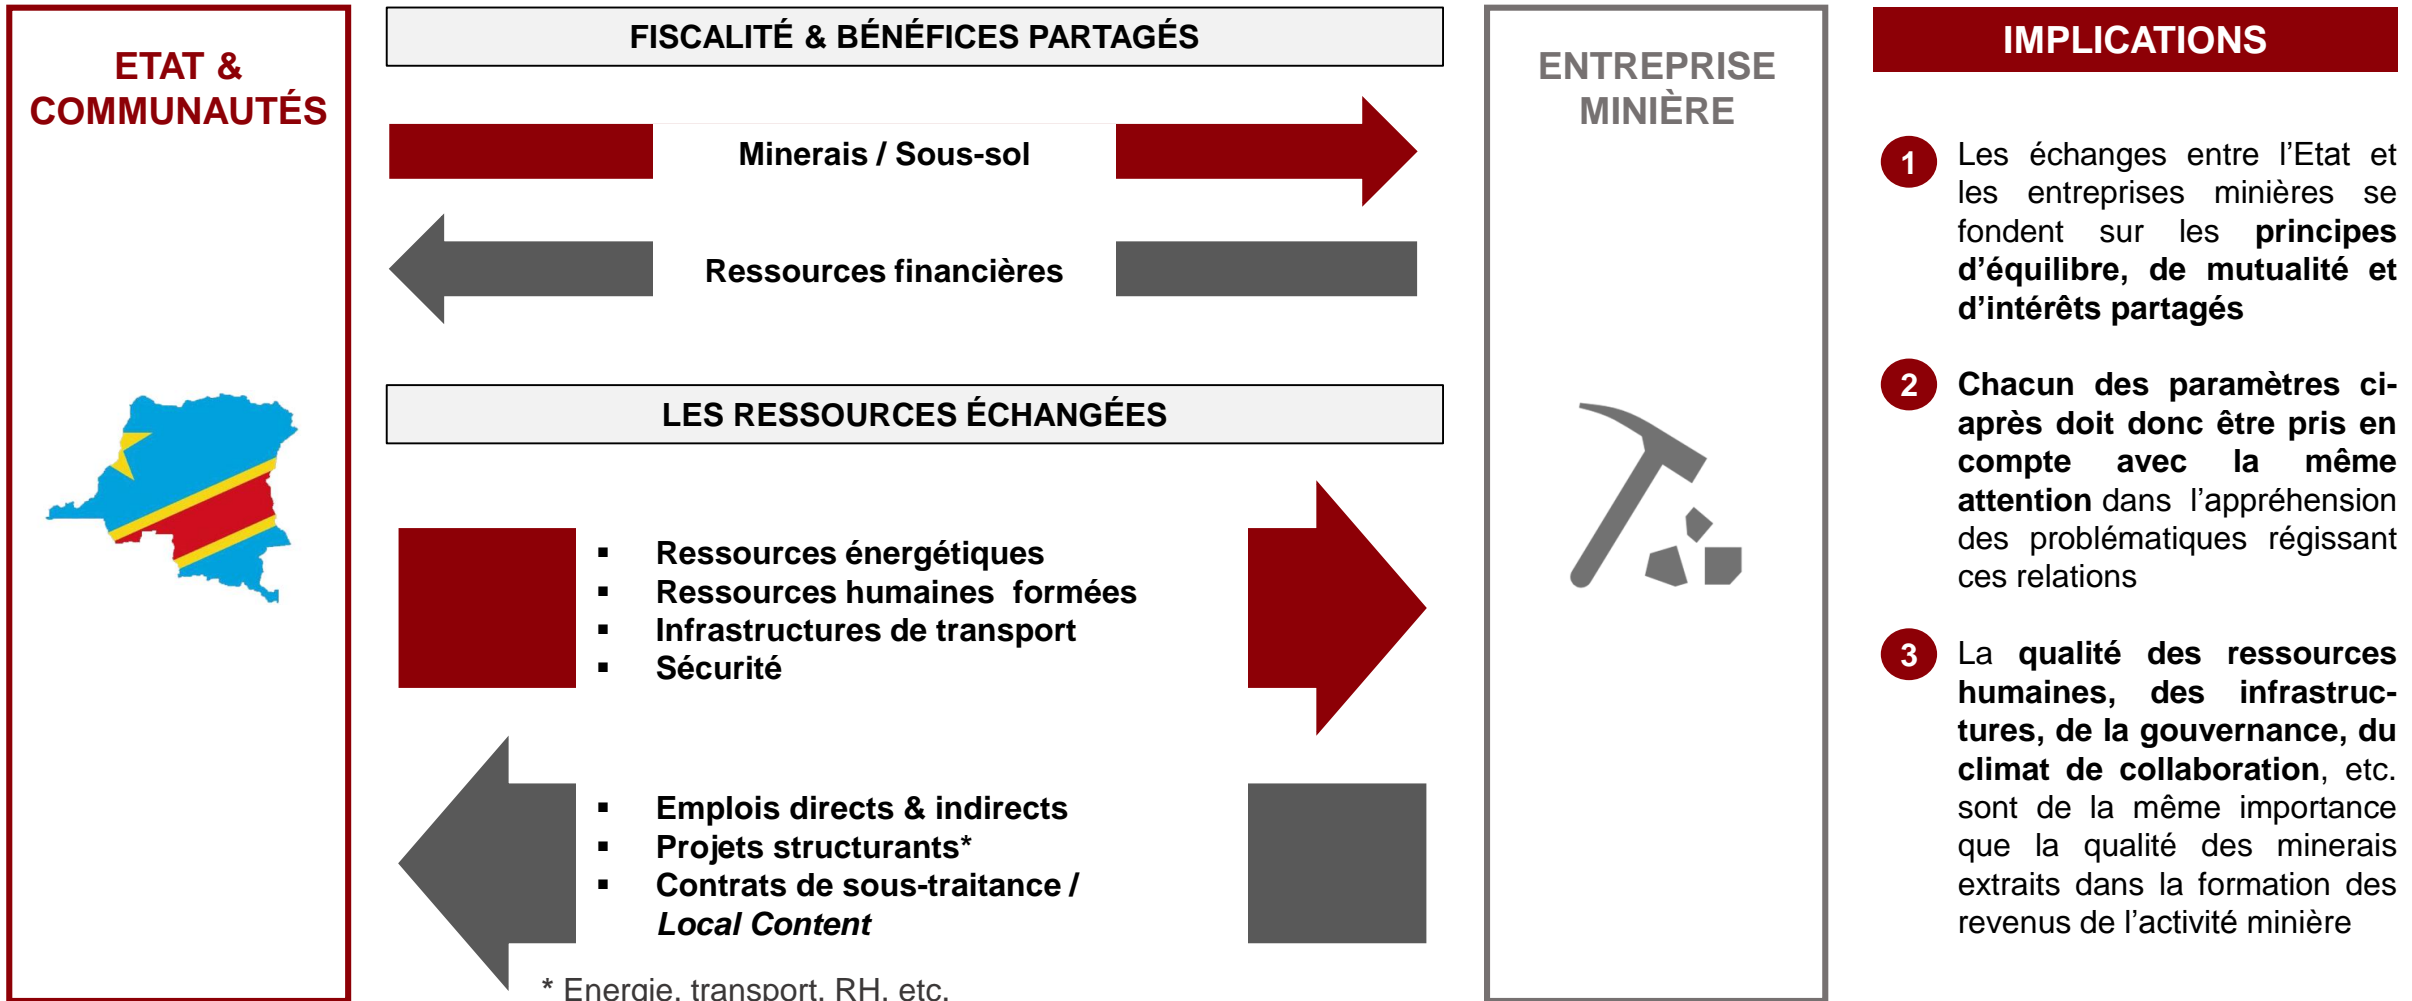 ETAT &
COMMUNAUTÉS
FISCALITÉ & BÉNÉFICES PARTAGÉS
Minerais / Sous-sol
Ressources financières
LES RESSOURCES ÉCHANGÉES
▪ Ressources énergétiques
▪ Ressources humaines formées
▪ Infrastructures de transport
▪ Sécurité
▪ Emplois directs & indirects
▪ Projets structurants*
▪ Contrats de sous-traitance /
Local Content
* Energie, transport, RH, etc.
ENTREPRISE
MINIÈRE
IMPLICATIONS
1 Les échanges entre l’Etat et
les entreprises minières se
fondent sur les principes
d’équilibre, de mutualité et
d’intérêts partagés
2 Chacun des paramètres ci-
après doit donc être pris en
compte avec la même
attention dans l’appréhension
des problématiques régissant
ces relations
3 La qualité des ressources
humaines, des infrastruc-
tures, de la gouvernance, du
climat de collaboration, etc.
sont de la même importance
que la qualité des minerais
extraits dans la formation des
revenus de l’activité minière